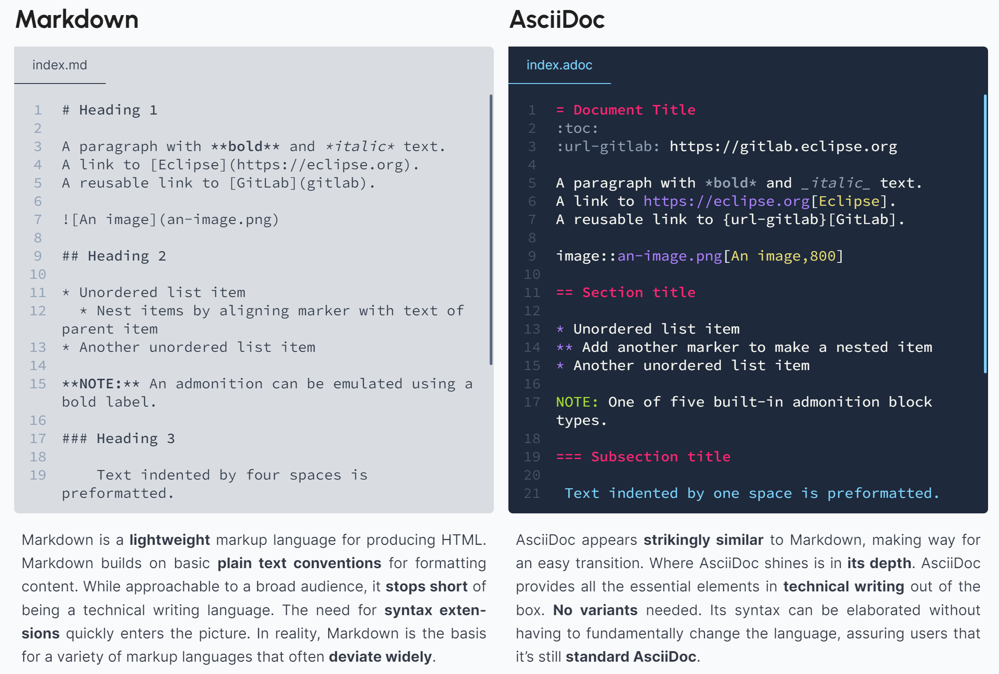 Markdown
index.md
1 # Heading 1
2
3 A paragraph with **bold** and *italic* text.
4 A link to [Eclipse](https://eclipse.org).
5 A reusable link to [GitLab](gitlab).
6
7 ![An image](an-image.png)
8
9 ## Heading 2
10
11 * Unordered list item
12   * Nest items by aligning marker with text of
parent item
13 * Another unordered list item
14
15 **NOTE:** An admonition can be emulated using a
bold label.
16
17 ### Heading 3
18
19     Text indented by four spaces is
preformatted.
Markdown is a lightweight markup language for producing HTML.
Markdown builds on basic plain text conventions for formatting
content. While approachable to a broad audience, it stops short of
being a technical writing language. The need for syntax exten-
sions quickly enters the picture. In reality, Markdown is the basis
for a variety of markup languages that often deviate widely.
AsciiDoc
index.adoc
1 = Document Title
2 :toc:
3 :url-gitlab: https://gitlab.eclipse.org
4
5 A paragraph with *bold* and _italic_ text.
6 A link to https://eclipse.org[Eclipse].
7 A reusable link to {url-gitlab}[GitLab].
8
9 image::an-image.png[An image,800]
10
11 == Section title
12
13 * Unordered list item
14 ** Add another marker to make a nested item
15 * Another unordered list item
16
17 NOTE: One of five built-in admonition block
types.
18
19 === Subsection title
20
21  Text indented by one space is preformatted.
AsciiDoc appears strikingly similar to Markdown, making way for
an easy transition. Where AsciiDoc shines is in its depth. AsciiDoc
provides all the essential elements in technical writing out of the
box. No variants needed. Its syntax can be elaborated without
having to fundamentally change the language, assuring users that
it’s still standard AsciiDoc.